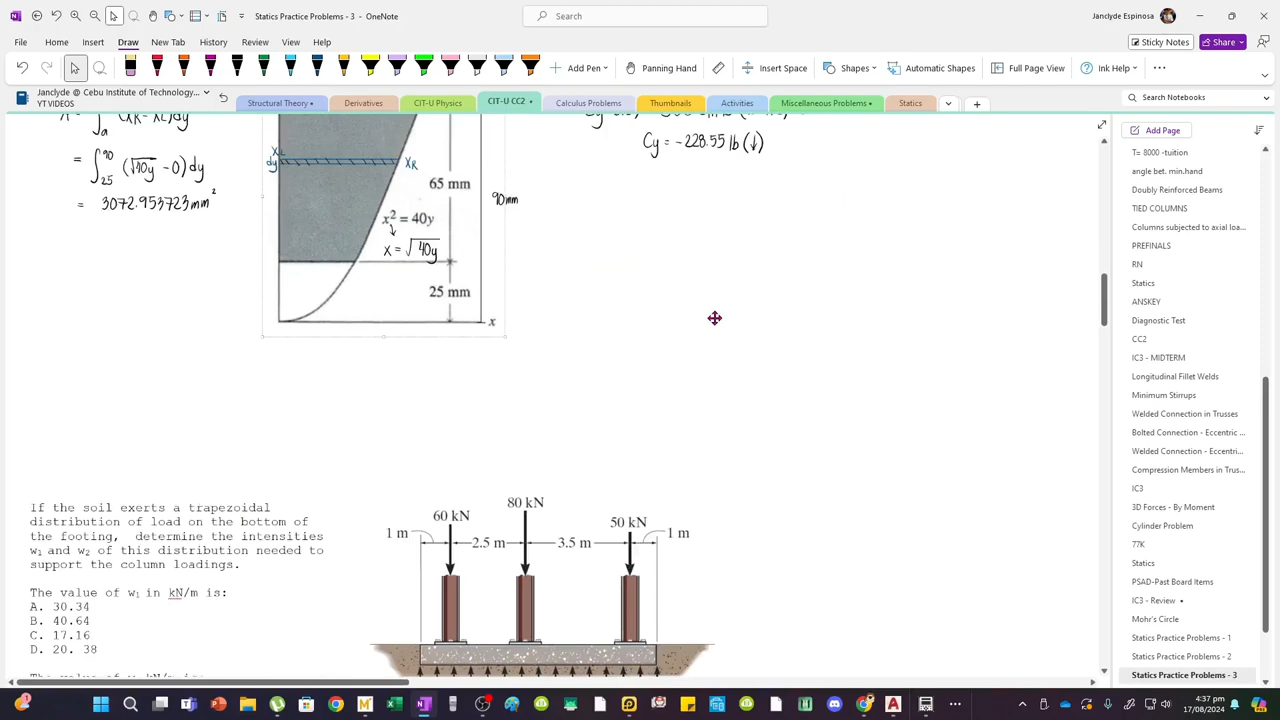 Statics Practice Problems - 3 - OneNote
Search
Janclyde Espinosa
File Home Insert Draw New Tab History Review View Help
Sticky Notes
Share
Add Pen
Panning Hand
Insert Space
Shapes
Automatic Shapes
Full Page View
Ink Help
Janclyde @ Cebu Institute of Technology...
YT VIDEOS
Structural Theory
Derivatives
CIT-U Physics
CIT-U CC2
Calculus Problems
Thumbnails
Activities
Miscellaneous Problems
Statics
Search Notebooks
Add Page
T= 8000 -tuition
angle bet. min.hand
Doubly Reinforced Beams
TIED COLUMNS
Columns subjected to axial loa...
PREFINALS
RN
Statics
ANSKEY
Diagnostic Test
CC2
IC3 - MIDTERM
Longitudinal Fillet Welds
Minimum Stirrups
Welded Connection in Trusses
Bolted Connection - Eccentric ...
Welded Connection - Eccentri...
Compression Members in Trus...
IC3
3D Forces - By Moment
Cylinder Problem
77K
Statics
PSAD-Past Board Items
IC3 - Review
Mohr's Circle
Statics Practice Problems - 1
Statics Practice Problems - 2
Statics Practice Problems - 3
∫a (XR - XL)dy
= ∫25 90 (√40y - 0)dy
= 3072.953723mm²
XL
dy
XR
65 mm
90mm
x² = 40y
x = √40y
25 mm
x
Cy = -228.55 lb (↓)
If the soil exerts a trapezoidal
distribution of load on the bottom of
the footing, determine the intensities
w₁ and w₂ of this distribution needed to
support the column loadings.
The value of w₁ in kN/m is:
A. 30.34
B. 40.64
C. 17.16
D. 20. 38
80 kN
60 kN
50 kN
1 m
2.5 m
3.5 m
1 m
4:37 pm
17/08/2024